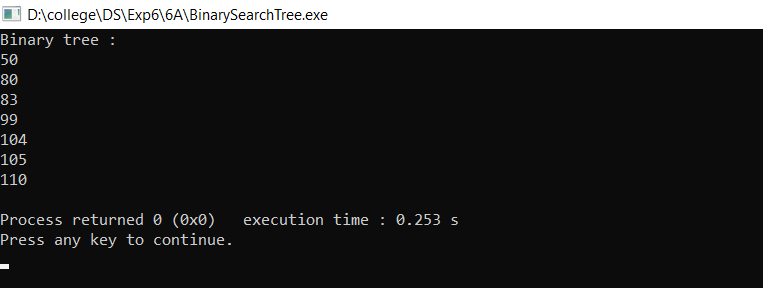 D:\college\DS\Exp6\6A\BinarySearchTree.exe
Binary tree :
50
80
83
99
104
105
110
Process returned 0 (0x0)   execution time : 0.253 s
Press any key to continue.